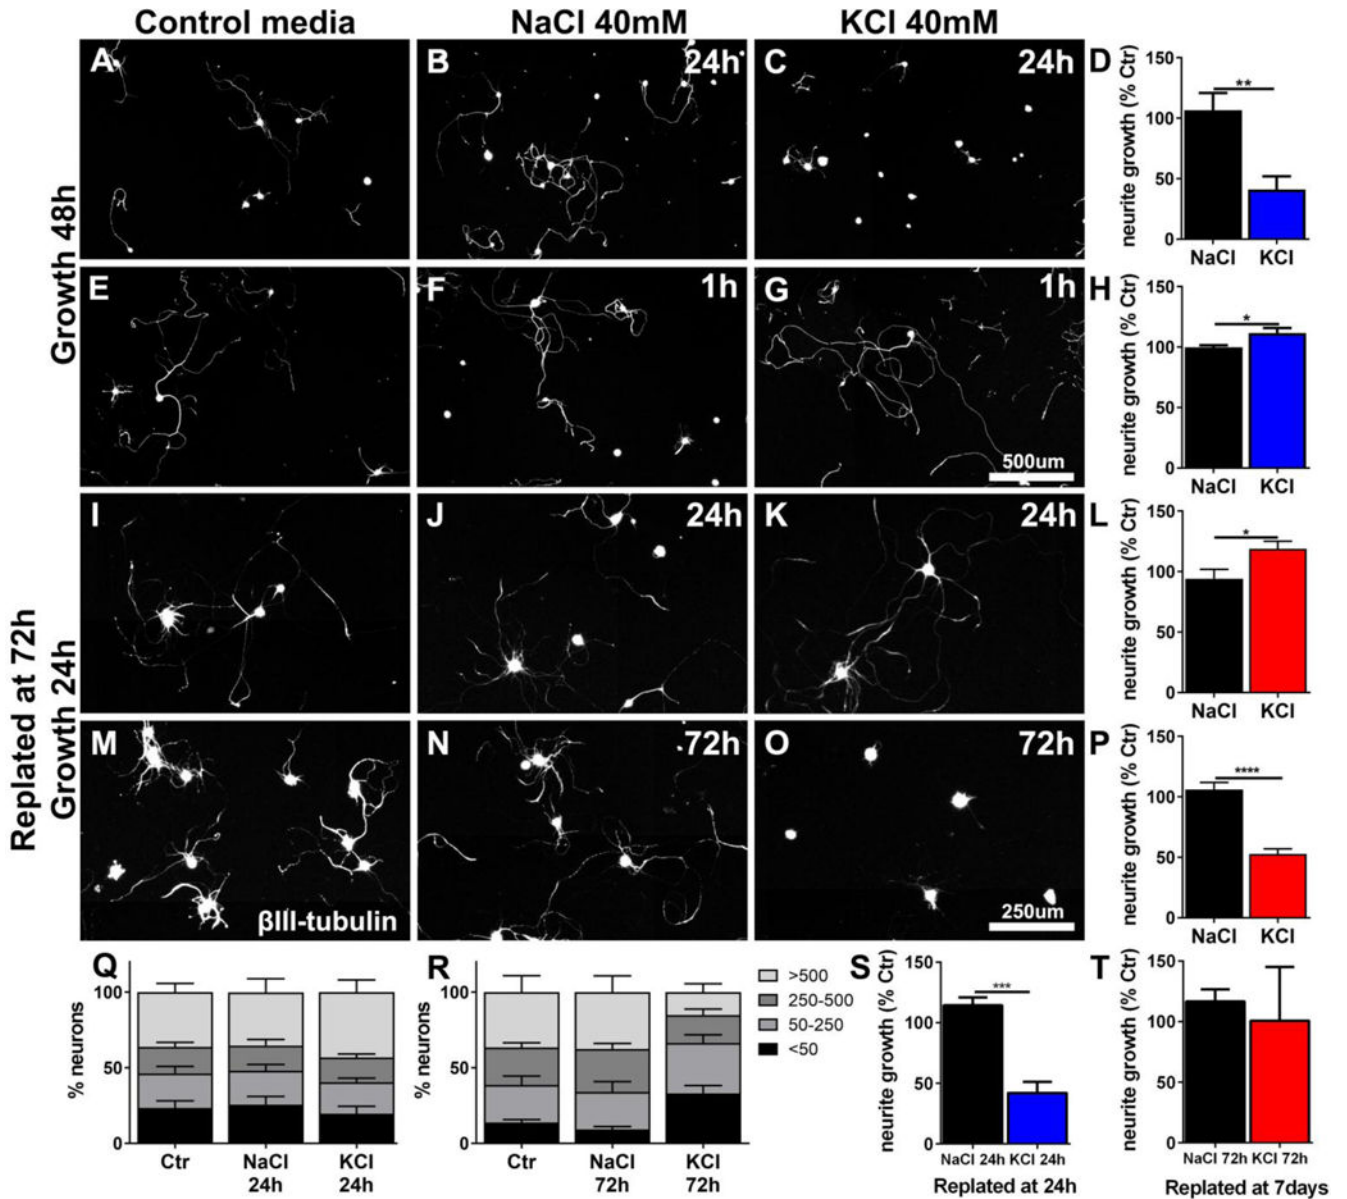 Control media NaCl 40mM KCl 40mM
Growth 48h
A
B 24h
C 24h
D
neurite growth (% Ctr)
150
100
50
0
**
NaCl KCl
E
F 1h
G 1h
500um
H
neurite growth (% Ctr)
150
100
50
0
*
NaCl KCl
Replated at 72h
Growth 24h
I
J 24h
K 24h
L
neurite growth (% Ctr)
150
100
50
0
*
NaCl KCl
M
βIII-tubulin
N 72h
O 72h
250um
P
neurite growth (% Ctr)
150
100
50
0
****
NaCl KCl
Q
% neurons
100
50
0
Ctr NaCl KCl
24h 24h
R
% neurons
100
50
0
Ctr NaCl KCl
72h 72h
>500
250-500
50-250
<50
S
neurite growth (% Ctr)
150
100
50
0
***
NaCl 24h KCl 24h
Replated at 24h
T
neurite growth (% Ctr)
150
100
50
0
NaCl 72h KCl 72h
Replated at 7days